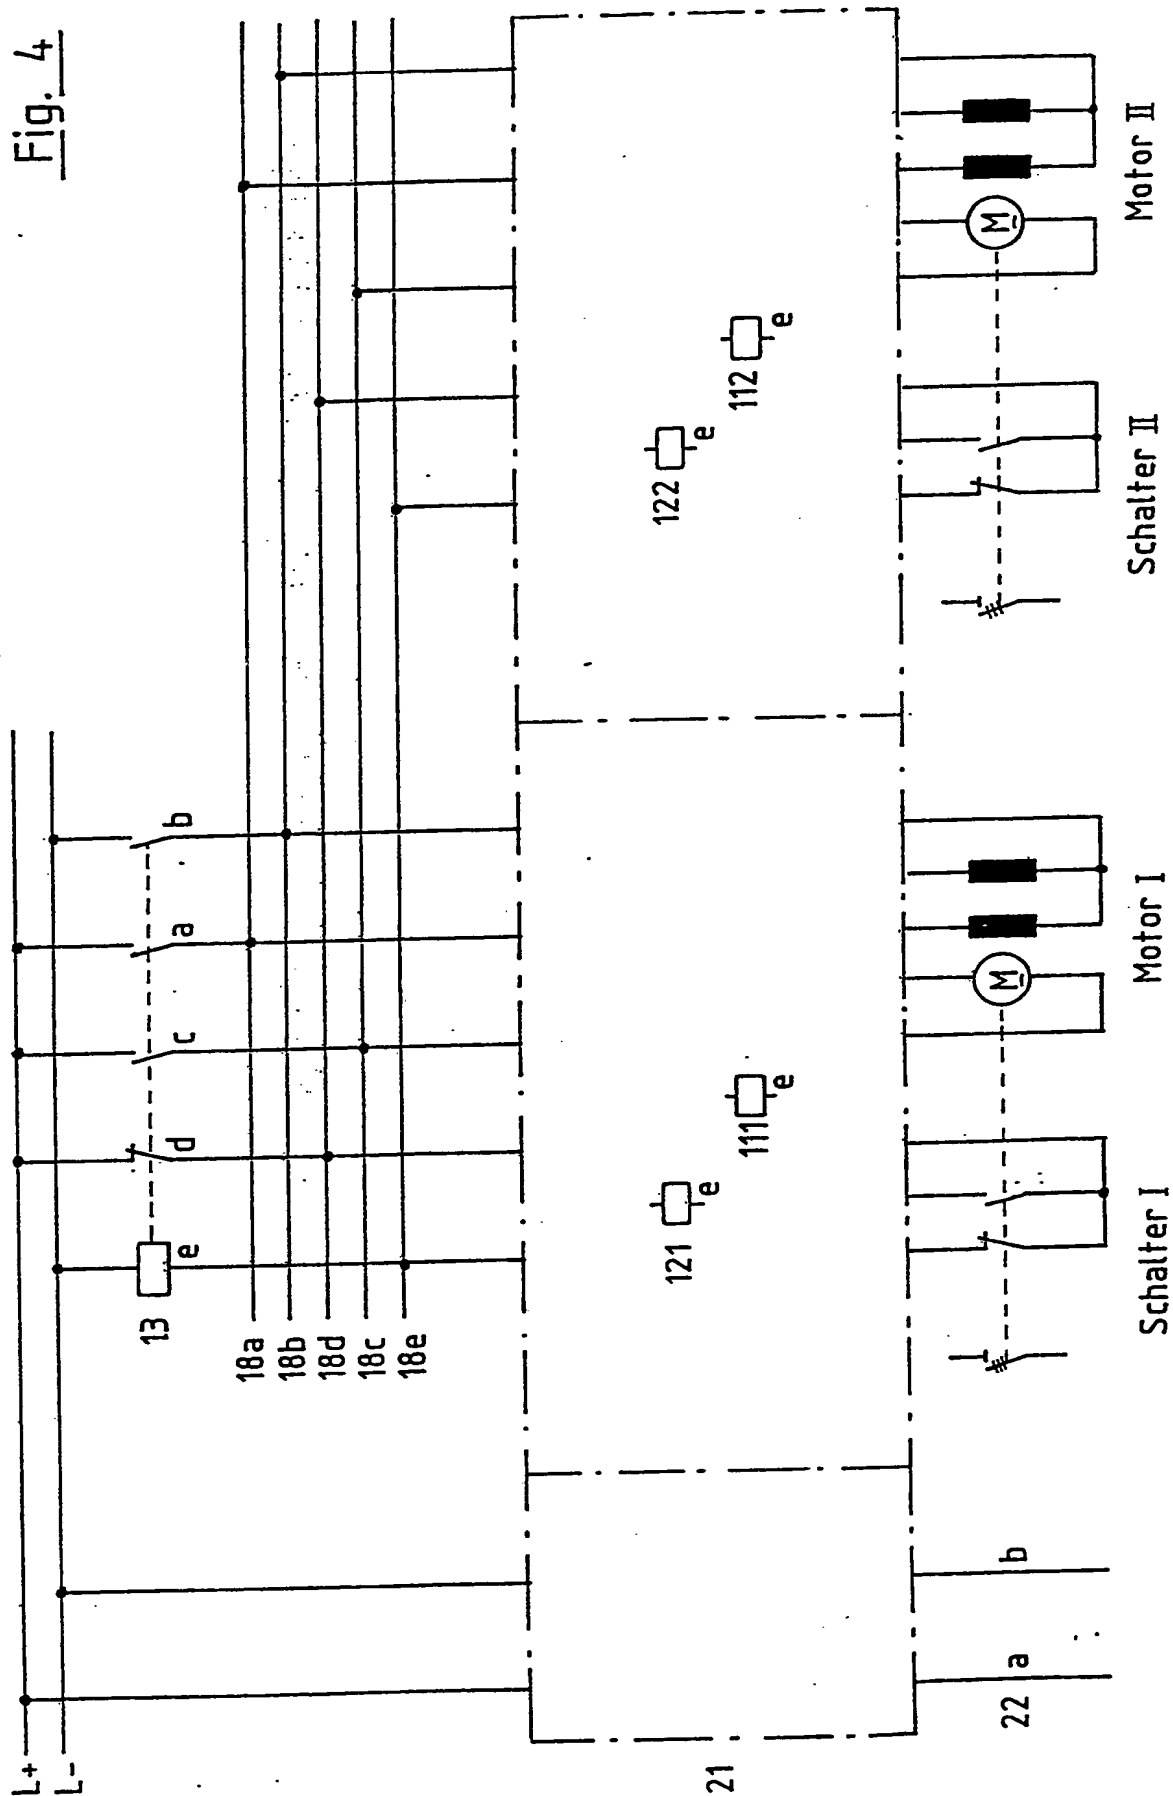 Fig. 4
L+
L-
13
e
d
c
a
b
18a
18b
18d
18c
18e
21
121
e
111
e
122
e
112
e
22
a
b
M
M
Schalter I
Motor I
Schalter II
Motor II